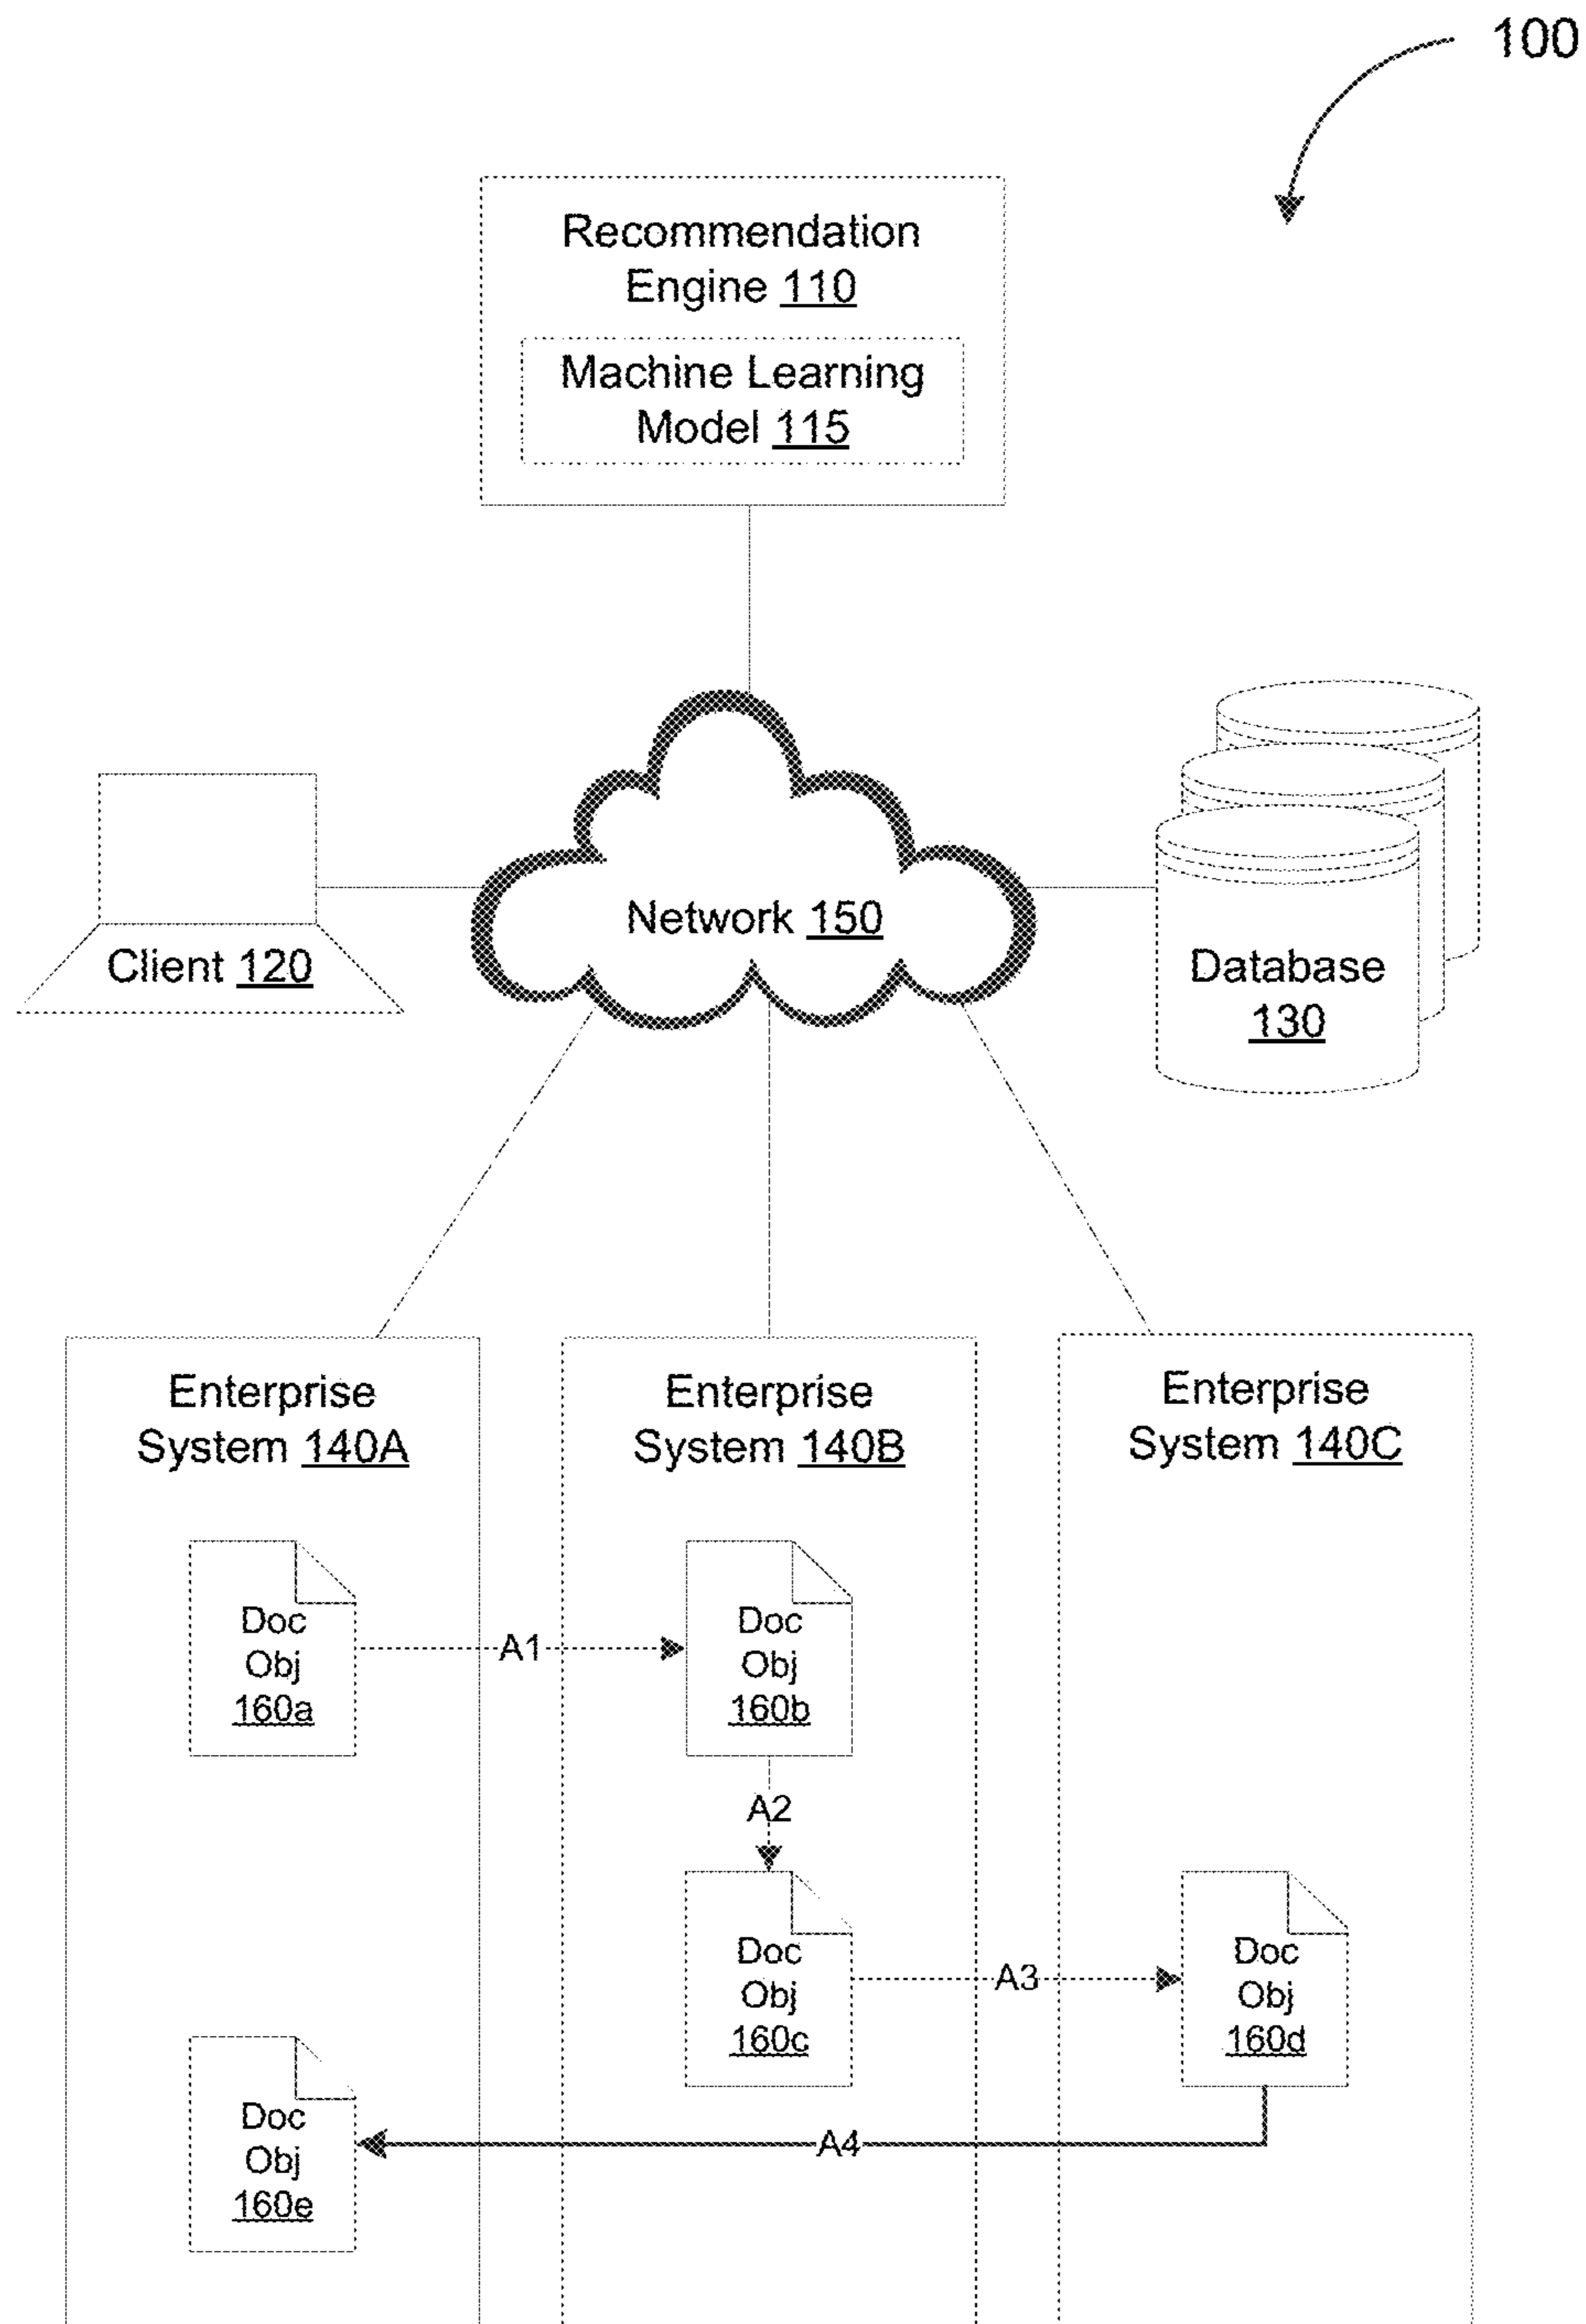 100
Recommendation
Engine 110
Machine Learning
Model 115
Network 150
Client 120
Database
130
Enterprise
System 140A
Enterprise
System 140B
Enterprise
System 140C
Doc
Obj
160a
A1
Doc
Obj
160b
A2
Doc
Obj
160c
A3
Doc
Obj
160d
Doc
Obj
160e
A4